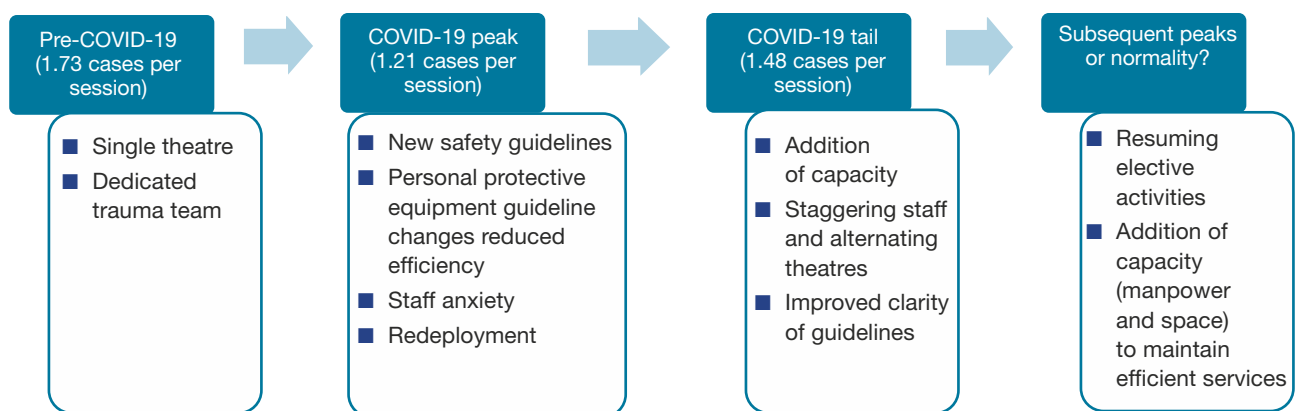 Pre-COVID-19
(1.73 cases per
session)
Single theatre
Dedicated
trauma team
COVID-19 peak
(1.21 cases per
session)
New safety guidelines
Personal protective
equipment guideline
changes reduced
efficiency
Staff anxiety
Redeployment
COVID-19 tail
(1.48 cases per
session)
Addition
of capacity
Staggering staff
and alternating
theatres
Improved clarity
of guidelines
Subsequent peaks
or normality?
Resuming
elective
activities
Addition of
capacity
(manpower
and space)
to maintain
efficient services